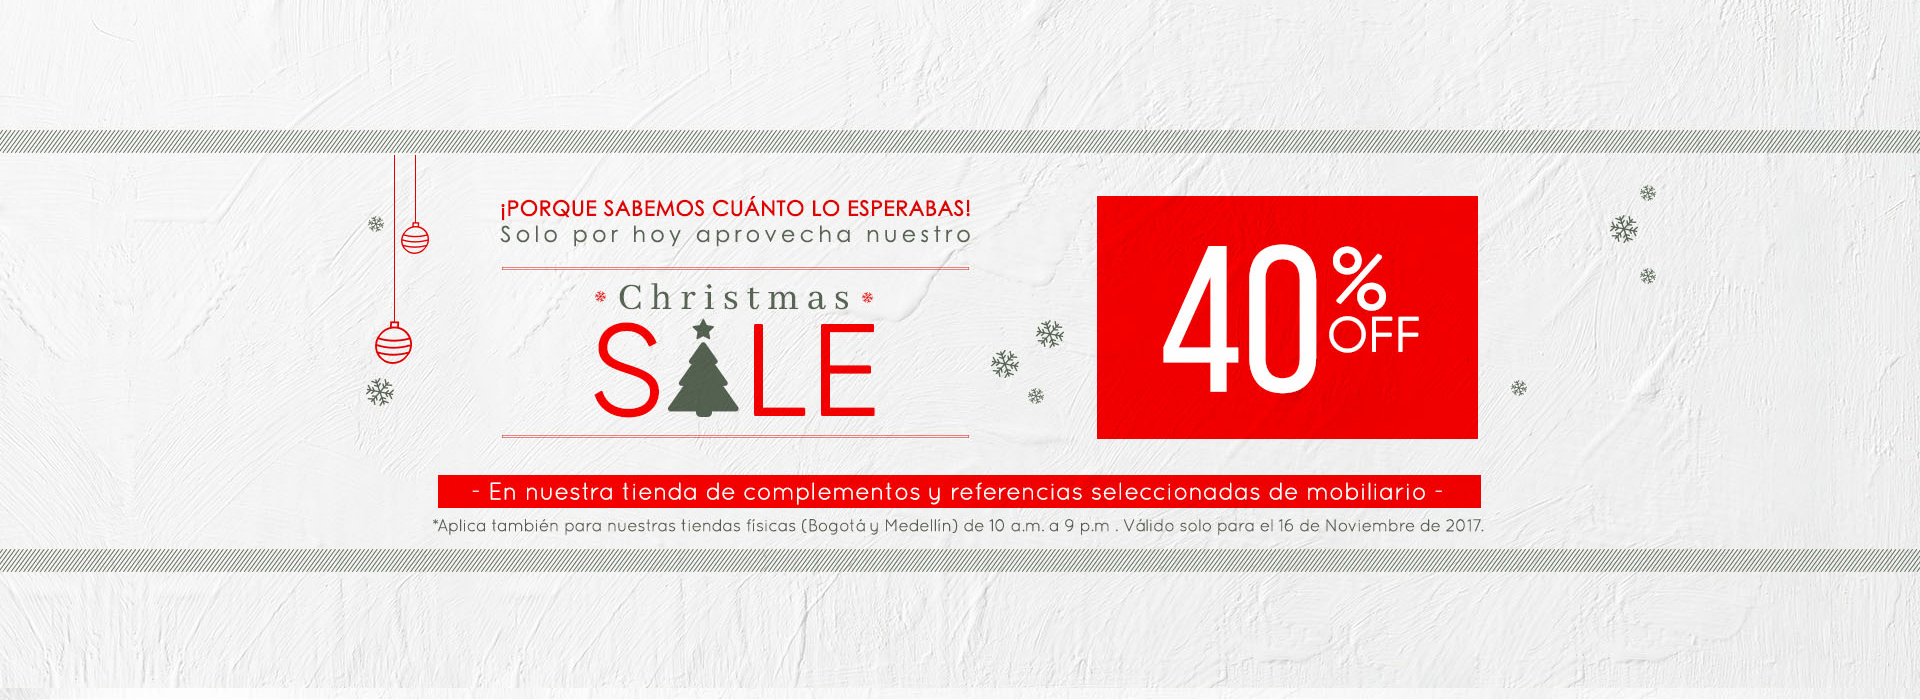 ¡PORQUE SABEMOS CUÁNTO LO ESPERABAS!
Solo por hoy aprovecha nuestro
Christmas
SALE
40%
OFF
- En nuestra tienda de complementos y referencias seleccionadas de mobiliario -
*Aplica también para nuestras tiendas físicas (Bogotá y Medellín) de 10 a.m. a 9 p.m . Válido solo para el 16 de Noviembre de 2017.